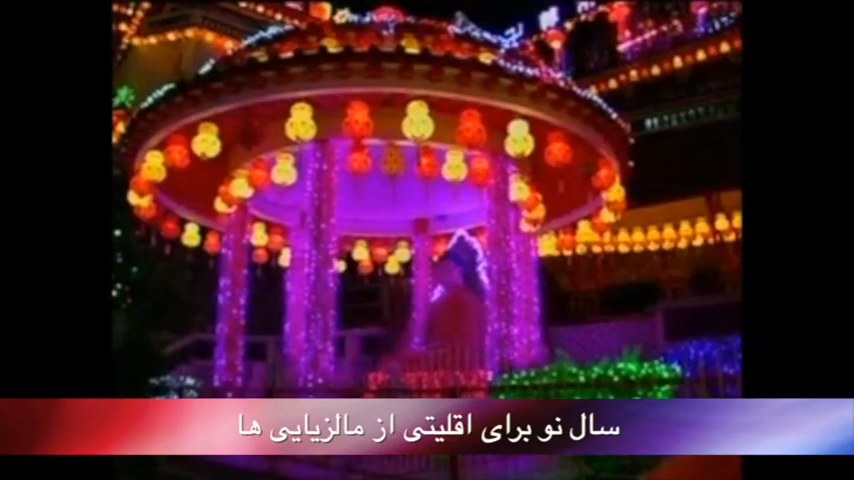 سال نو برای اقلیتی از مالزیایی ها